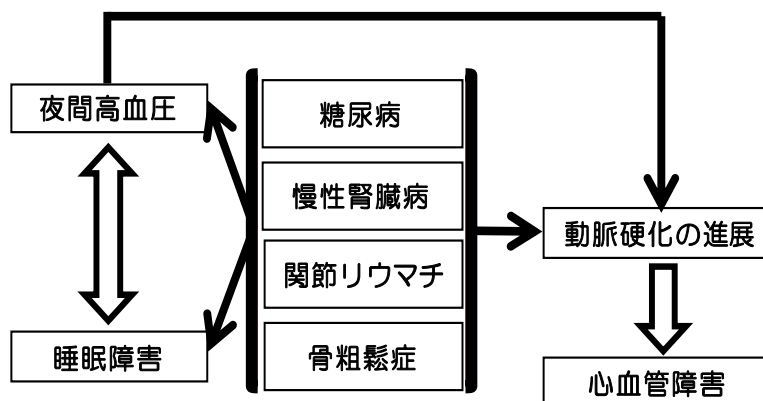 夜間高血圧
睡眠障害
糖尿病
慢性腎臓病
関節リウマチ
骨粗鬆症
動脈硬化の進展
心血管障害